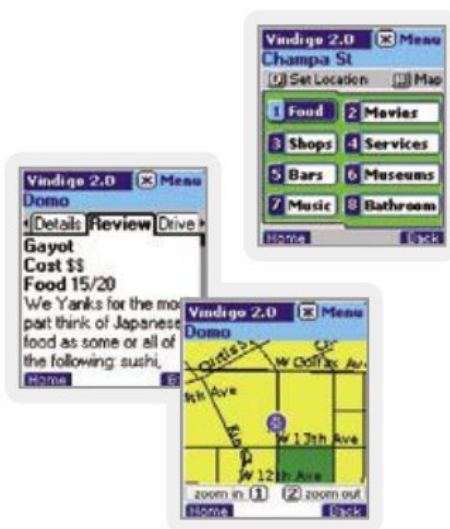 Vindigo 2.0 Menu
Champa St
Set Location Map
1 Food 2 Movies
3 Shops 4 Services
5 Bars 6 Museums
7 Music 8 Bathroom
Home Back
Vindigo 2.0 Menu
Domo
Details Review Drive
Gayot
Cost $$
Food 15/20
We Yanks for the mo
part think of Japanese
food as some or all of
the following: sushi,
Home
Vindigo 2.0 Menu
Domo
Curtis S
W Colfax Av
Ave
W 13th Ave
W 12th Ave
zoom in 1 2 zoom out
Home Back